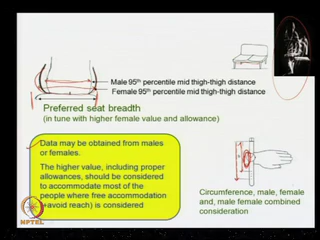 Male 95th percentile mid thigh-thigh distance
Female 95th percentile mid thigh-thigh distance
Preferred seat breadth
(in tune with higher female value and allowance)
Data may be obtained from males
or females.
The higher value, including proper
allowances, should be considered
to accommodate most of the
people where free accommodation
(+avoid reach) is considered
Circumference, male, female
and, male female combined
consideration
NPTEL